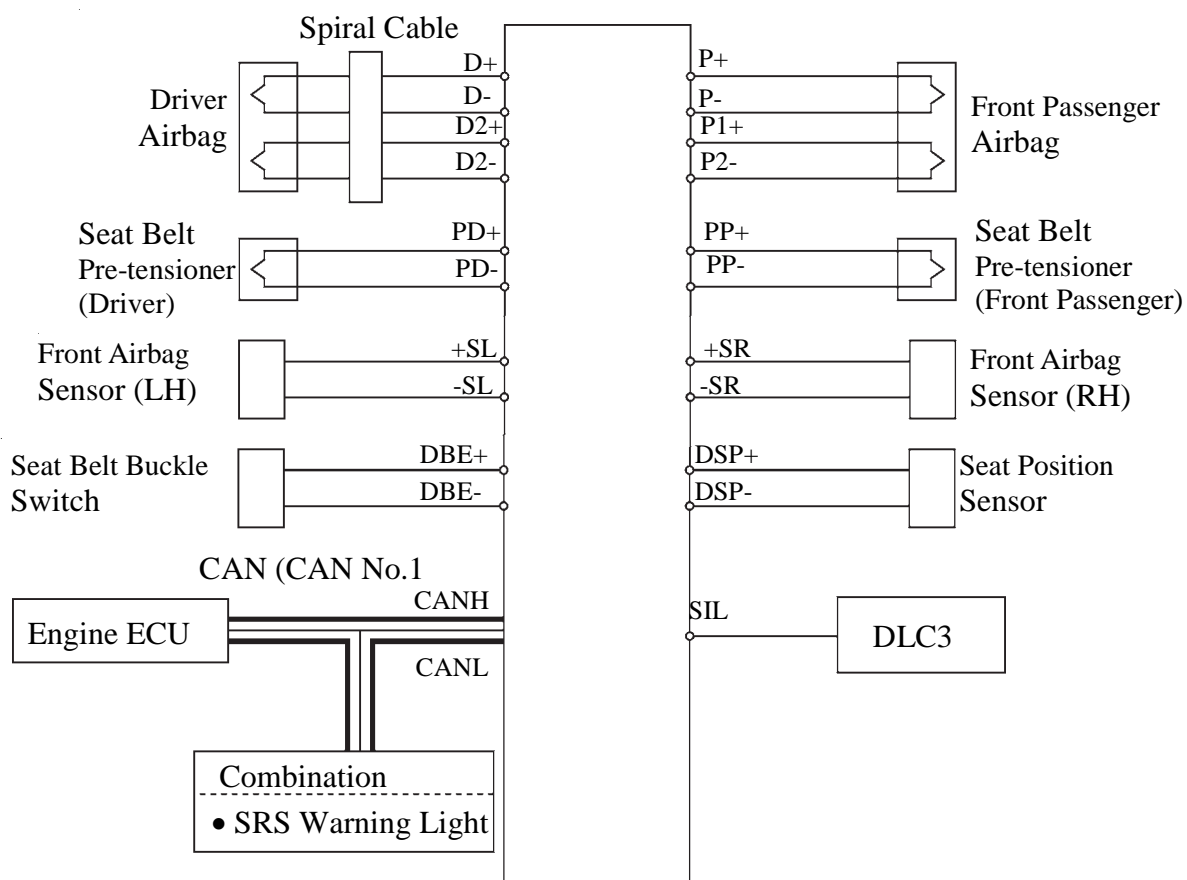 Spiral Cable
D+
D-
D2+
D2-
Driver
Airbag
P+
P-
P1+
P2-
Front Passenger
Airbag
Seat Belt
Pre-tensioner
(Driver)
PD+
PD-
PP+
PP-
Seat Belt
Pre-tensioner
(Front Passenger)
Front Airbag
Sensor (LH)
+SL
-SL
+SR
-SR
Front Airbag
Sensor (RH)
Seat Belt Buckle
Switch
DBE+
DBE-
DSP+
DSP-
Seat Position
Sensor
CAN (CAN No.1
CANH
Engine ECU
CANL
SIL
DLC3
Combination
• SRS Warning Light